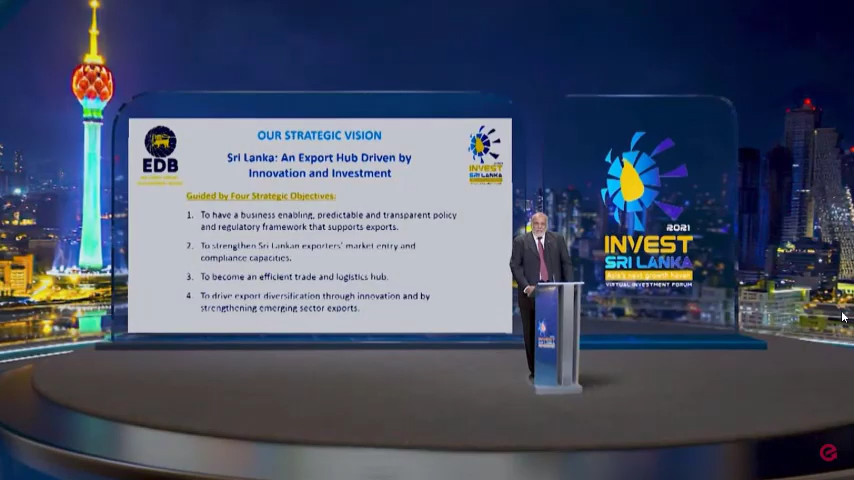 EDB
OUR STRATEGIC VISION
Sri Lanka: An Export Hub Driven by
Innovation and Investment
INVEST
SRI LANKA
Guided by Four Strategic Objectives:
1. To have a business enabling, predictable and transparent policy
and regulatory framework that supports exports.
2. To strengthen Sri Lankan exporters' market entry and
compliance capacities.
3. To become an efficient trade and logistics hub.
4. To drive export diversification through innovation and by
strengthening emerging sector exports.
2021
INVEST
SRI LANKA
Asia's next growth haven
VIRTUAL INVESTMENT FORUM